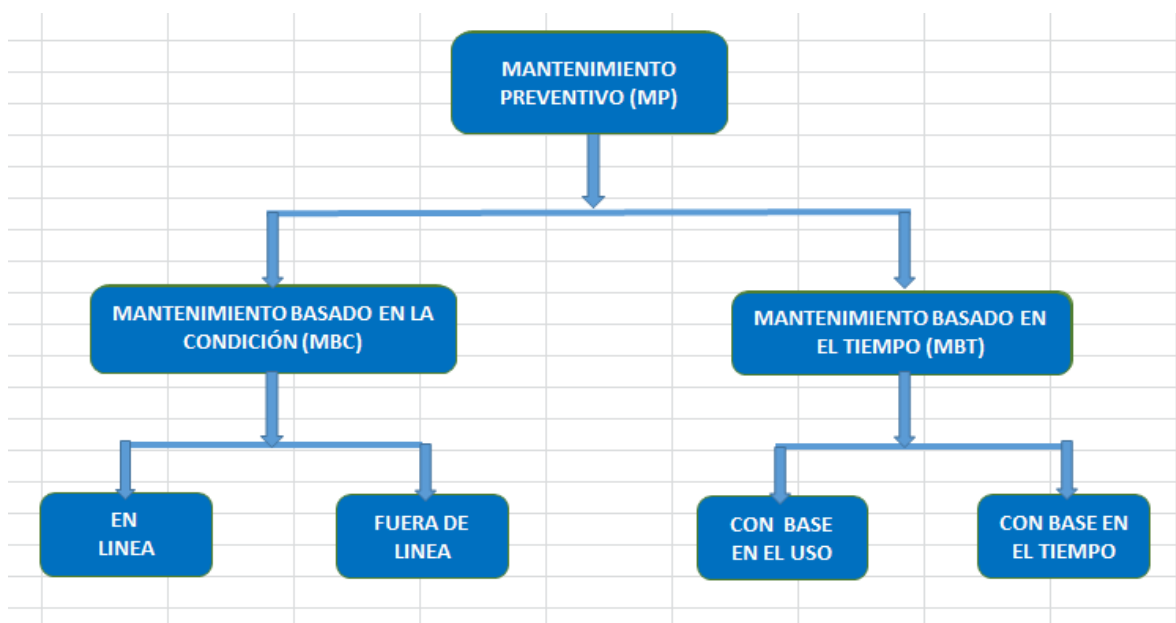 MANTENIMIENTO
PREVENTIVO (MP)
MANTENIMIENTO BASADO EN LA
CONDICIÓN (MBC)
MANTENIMIENTO BASADO EN
EL TIEMPO (MBT)
EN
LINEA
FUERA DE
LINEA
CON BASE
EN EL USO
CON BASE EN
EL TIEMPO